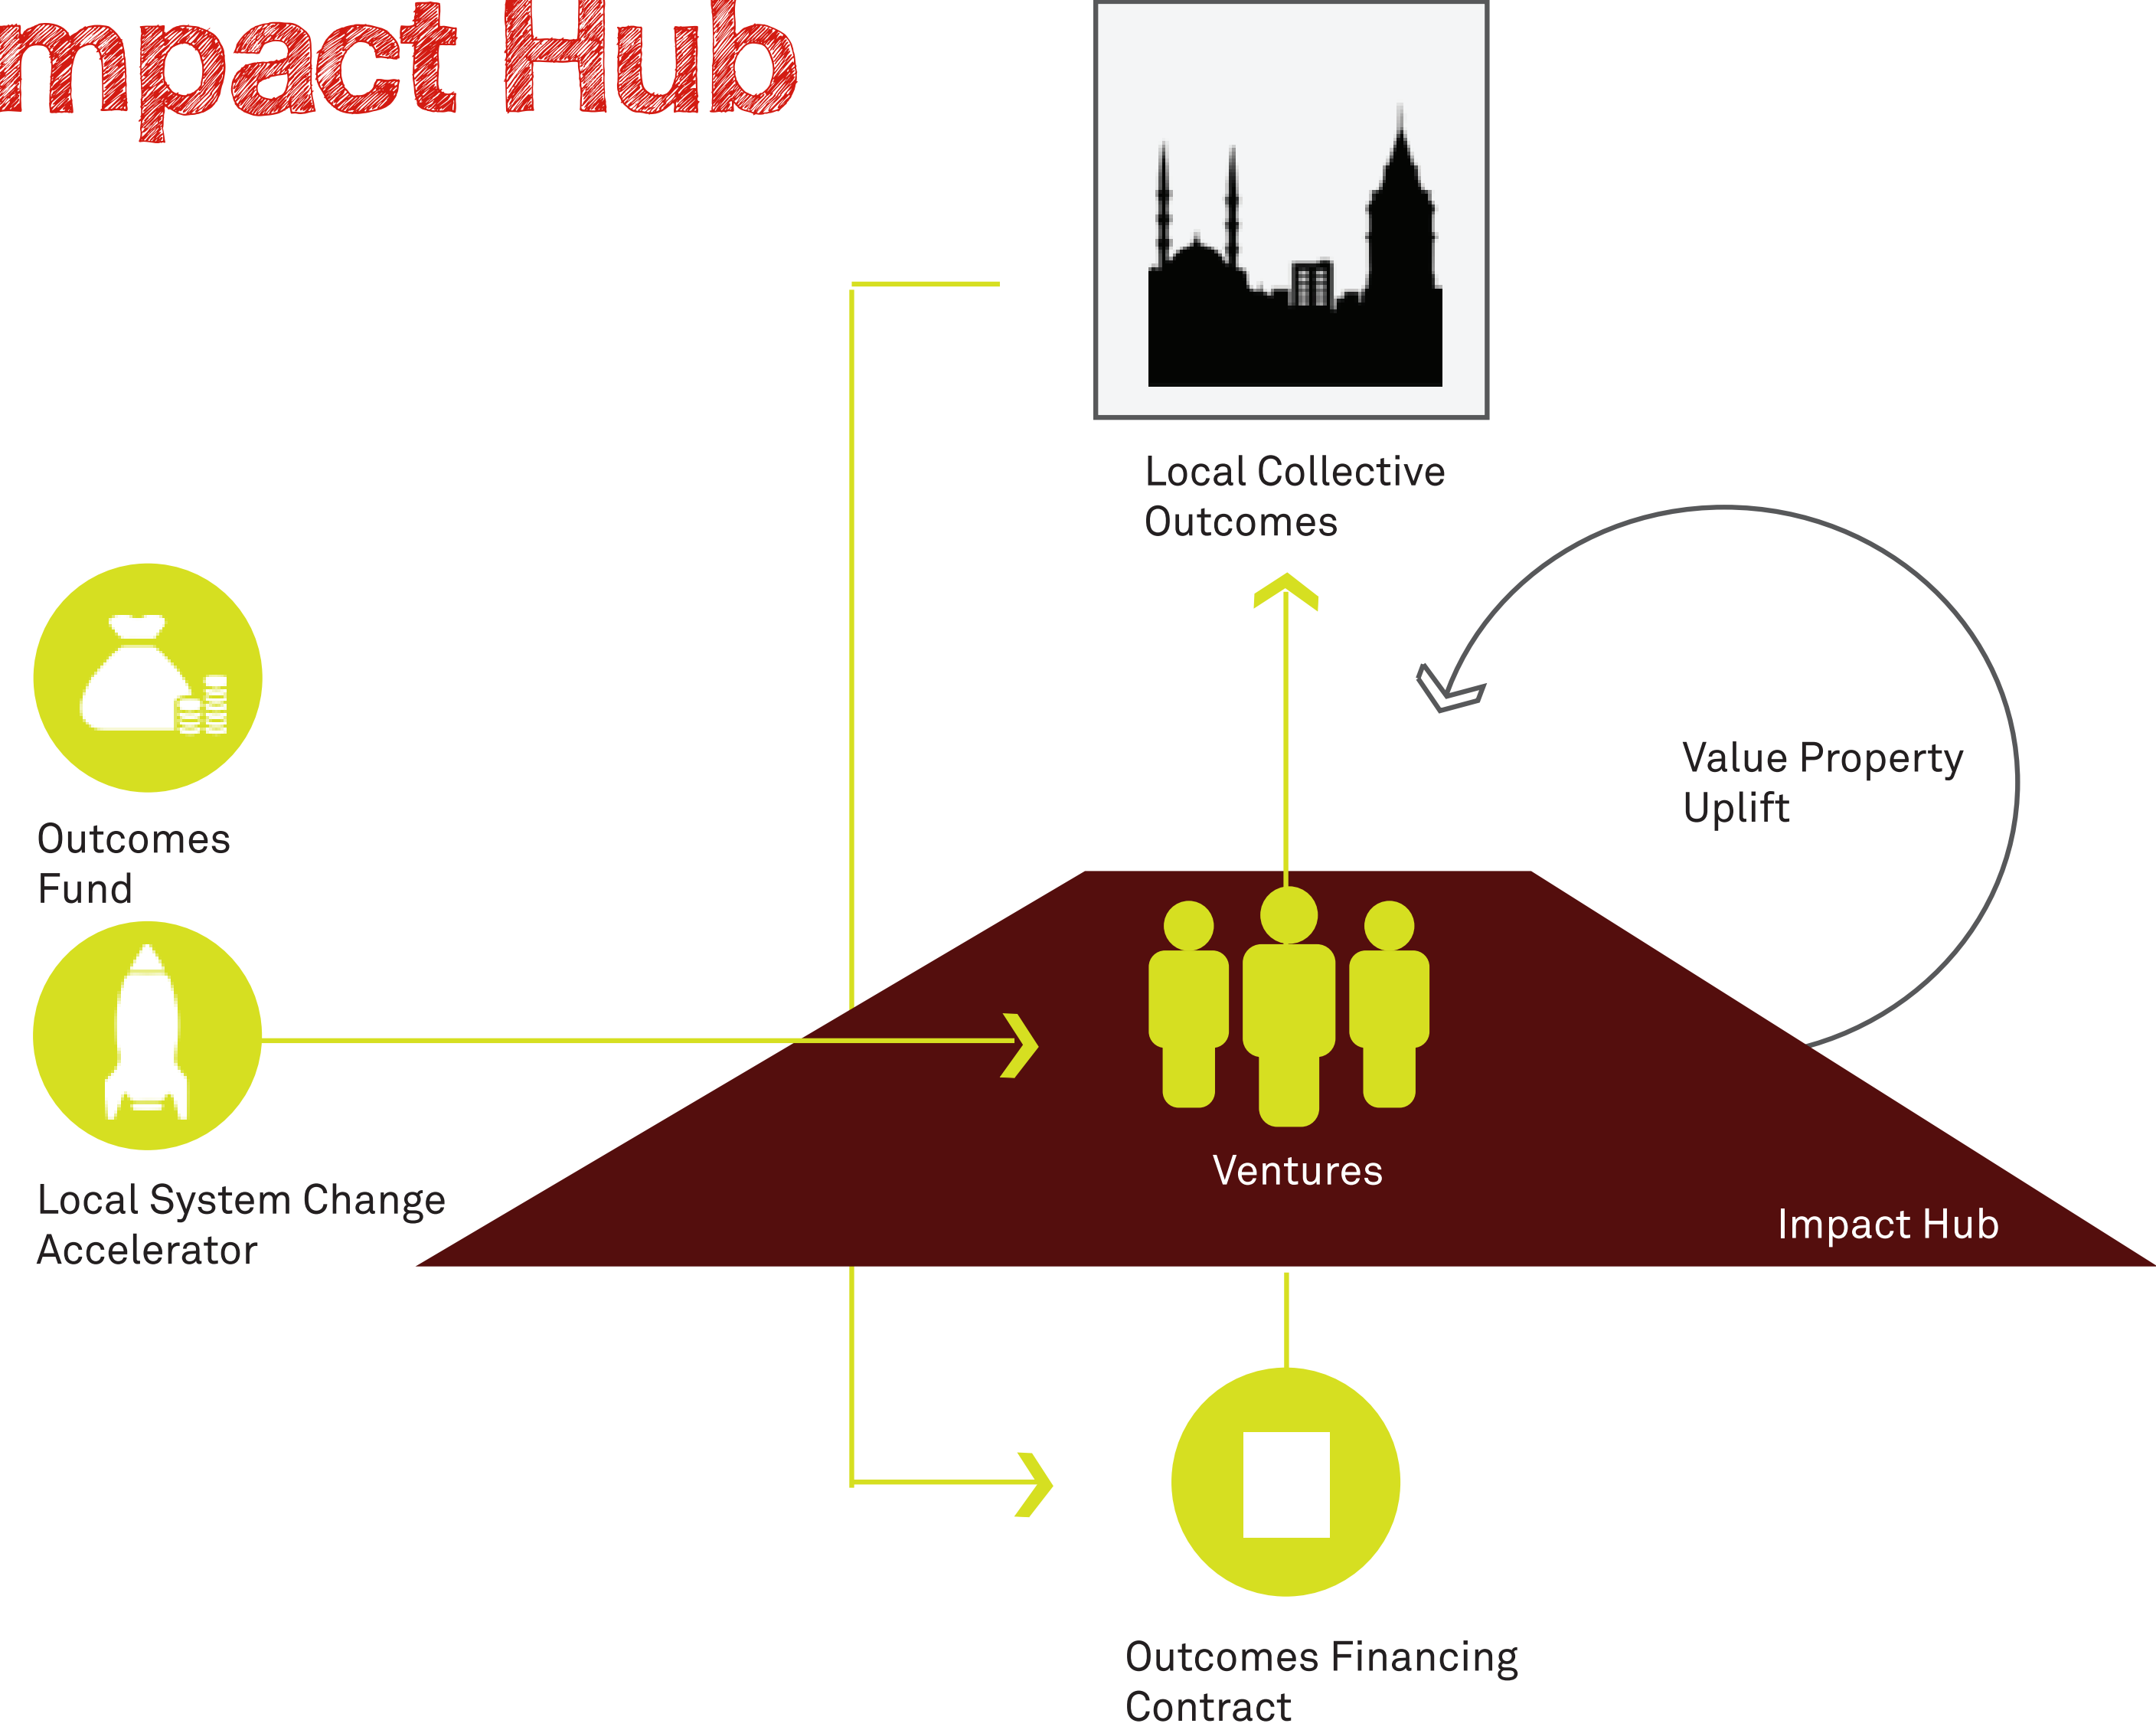 mpact Hub
Local Collective
Outcomes
Value Property
Uplift
Outcomes
Fund
Ventures
Local System Change
Accelerator
Impact Hub
Outcomes Financing
Contract